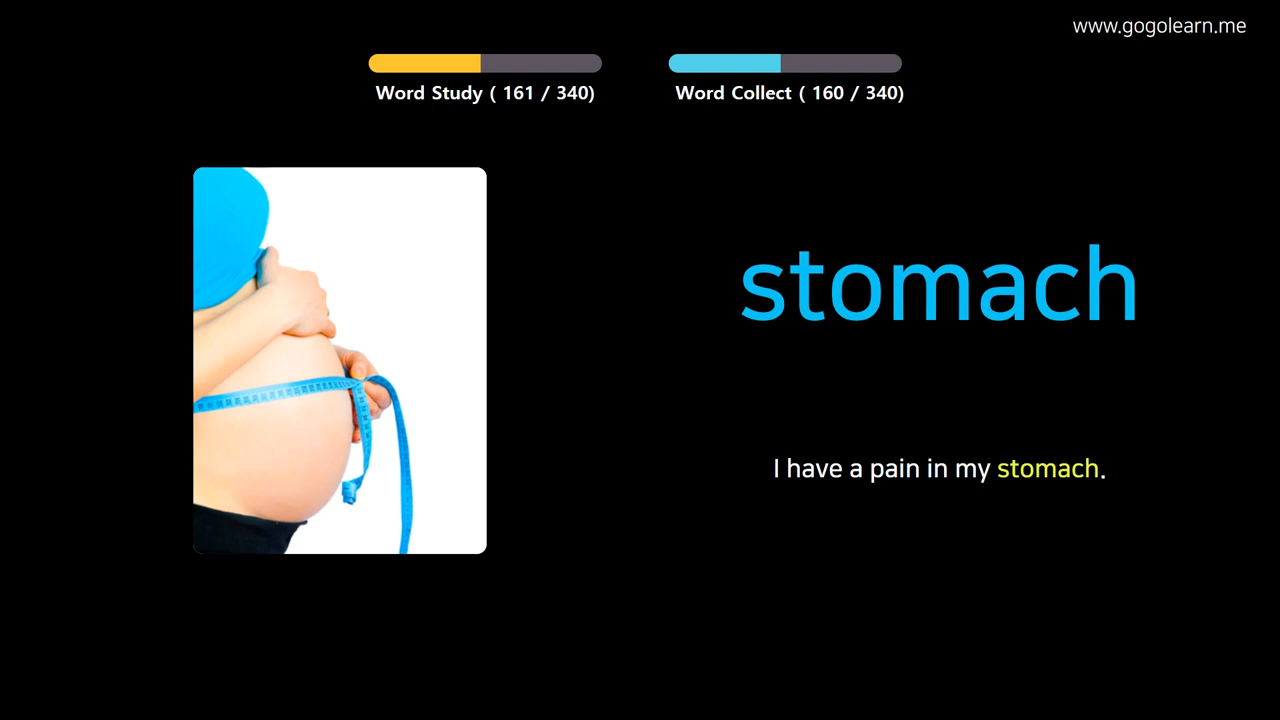 www.gogolearn.me
Word Study ( 161 / 340)
Word Collect ( 160 / 340)
stomach
I have a pain in my stomach.